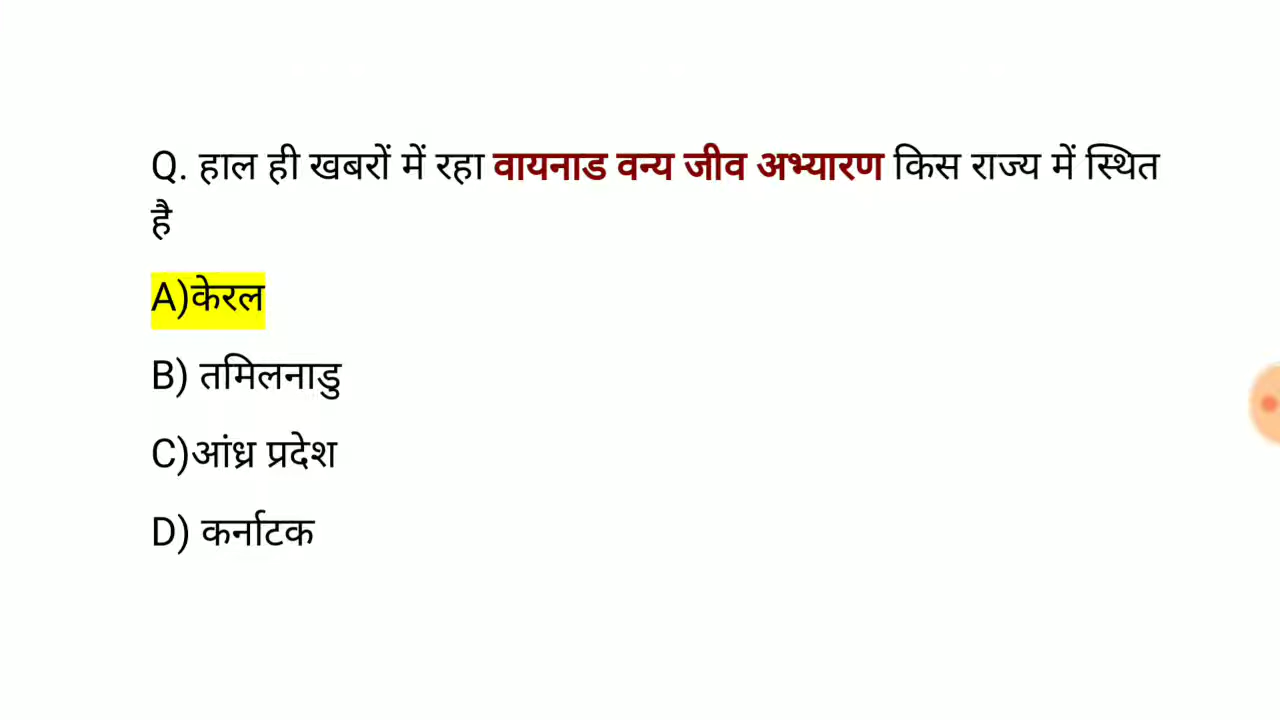 Q. हाल ही खबरों में रहा वायनाड वन्य जीव अभ्यारण किस राज्य में स्थित
है
A)केरल
B) तमिलनाडु
C)आंध्र प्रदेश
D) कर्नाटक